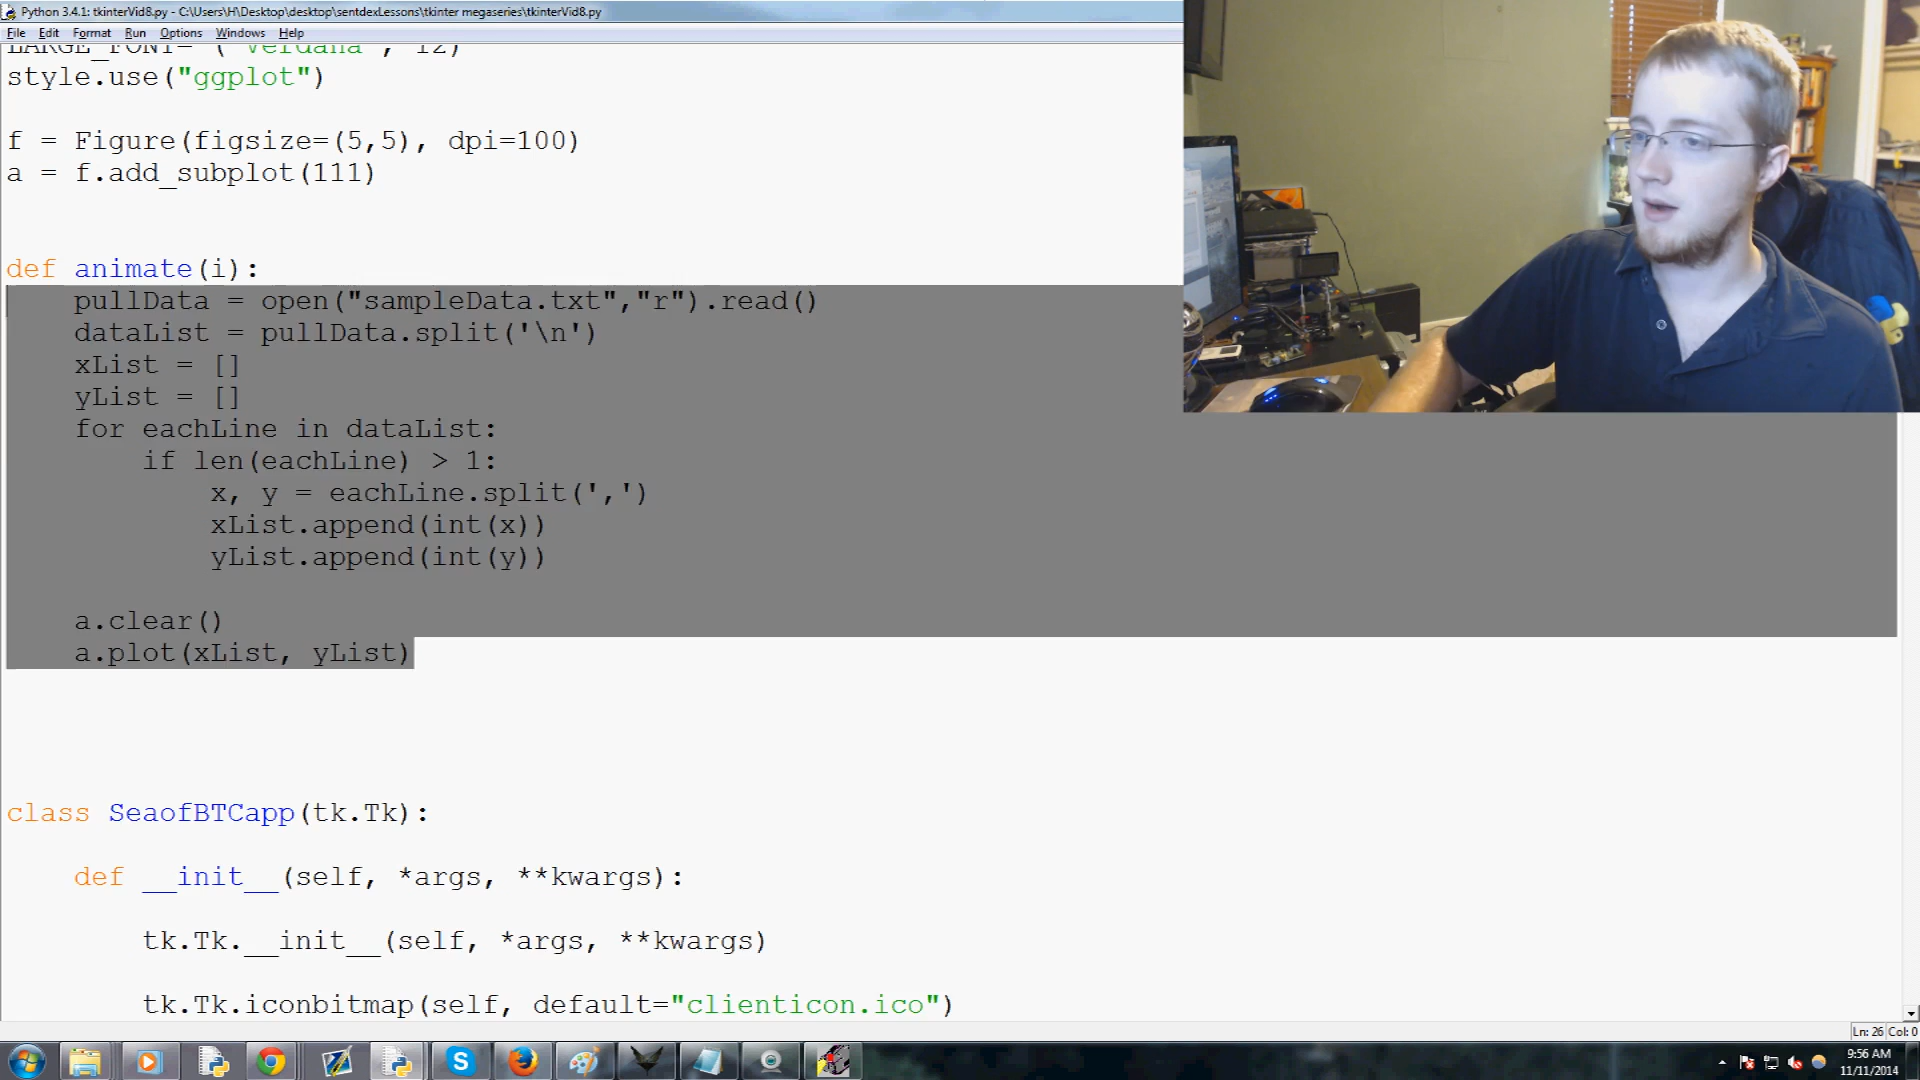 Python 3.4.1: tkinterVid8.py - C:\Users\H\Desktop\desktop\sentdexLessons\tkinter megaseries\tkinterVid8.py
File Edit Format Run Options Windows Help
LARGE_FONT= ("Verdana", 12)
style.use("ggplot")
f = Figure(figsize=(5,5), dpi=100)
a = f.add_subplot(111)
def animate(i):
    pullData = open("sampleData.txt","r").read()
    dataList = pullData.split('\n')
    xList = []
    yList = []
    for eachLine in dataList:
        if len(eachLine) > 1:
            x, y = eachLine.split(',')
            xList.append(int(x))
            yList.append(int(y))
    a.clear()
    a.plot(xList, yList)
class SeaofBTCapp(tk.Tk):
    def __init__(self, *args, **kwargs):
        tk.Tk.__init__(self, *args, **kwargs)
        tk.Tk.iconbitmap(self, default="clienticon.ico")
Ln: 26 Col: 0
9:56 AM
11/11/2014